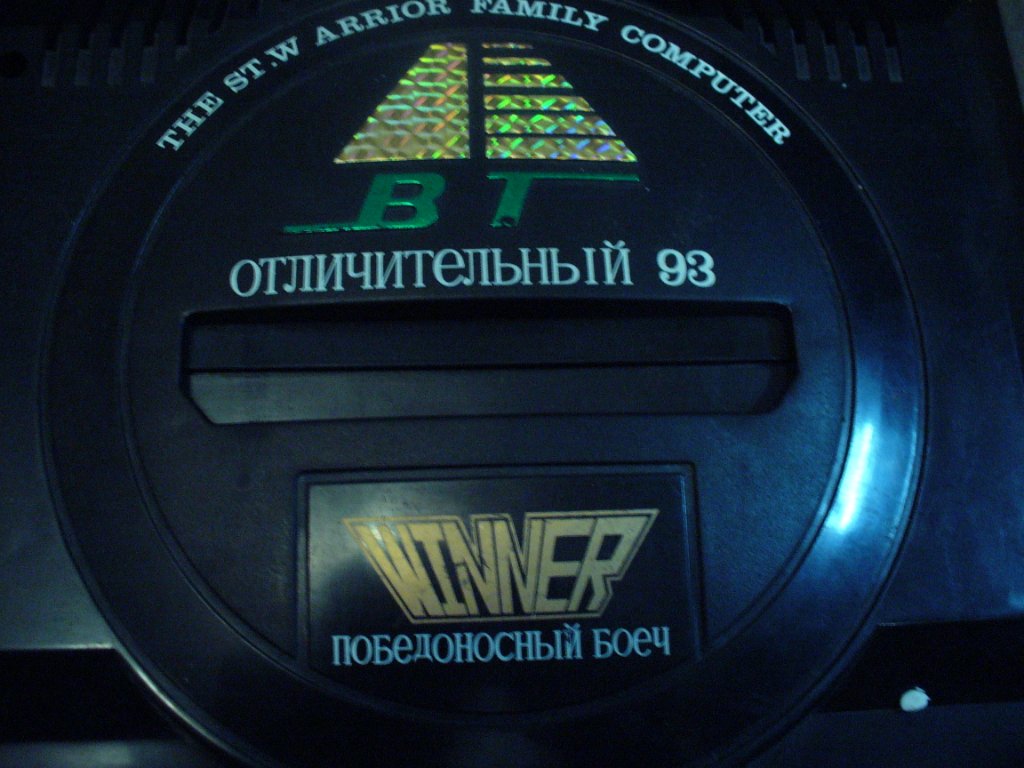 THE ST.W ARRIOR FAMILY COMPUTER
BT
ОТЛИЧИТЕЛЬНЫЙ 93
WINNER
ПОБЕДОНОСНЫЙ БОЕЧ